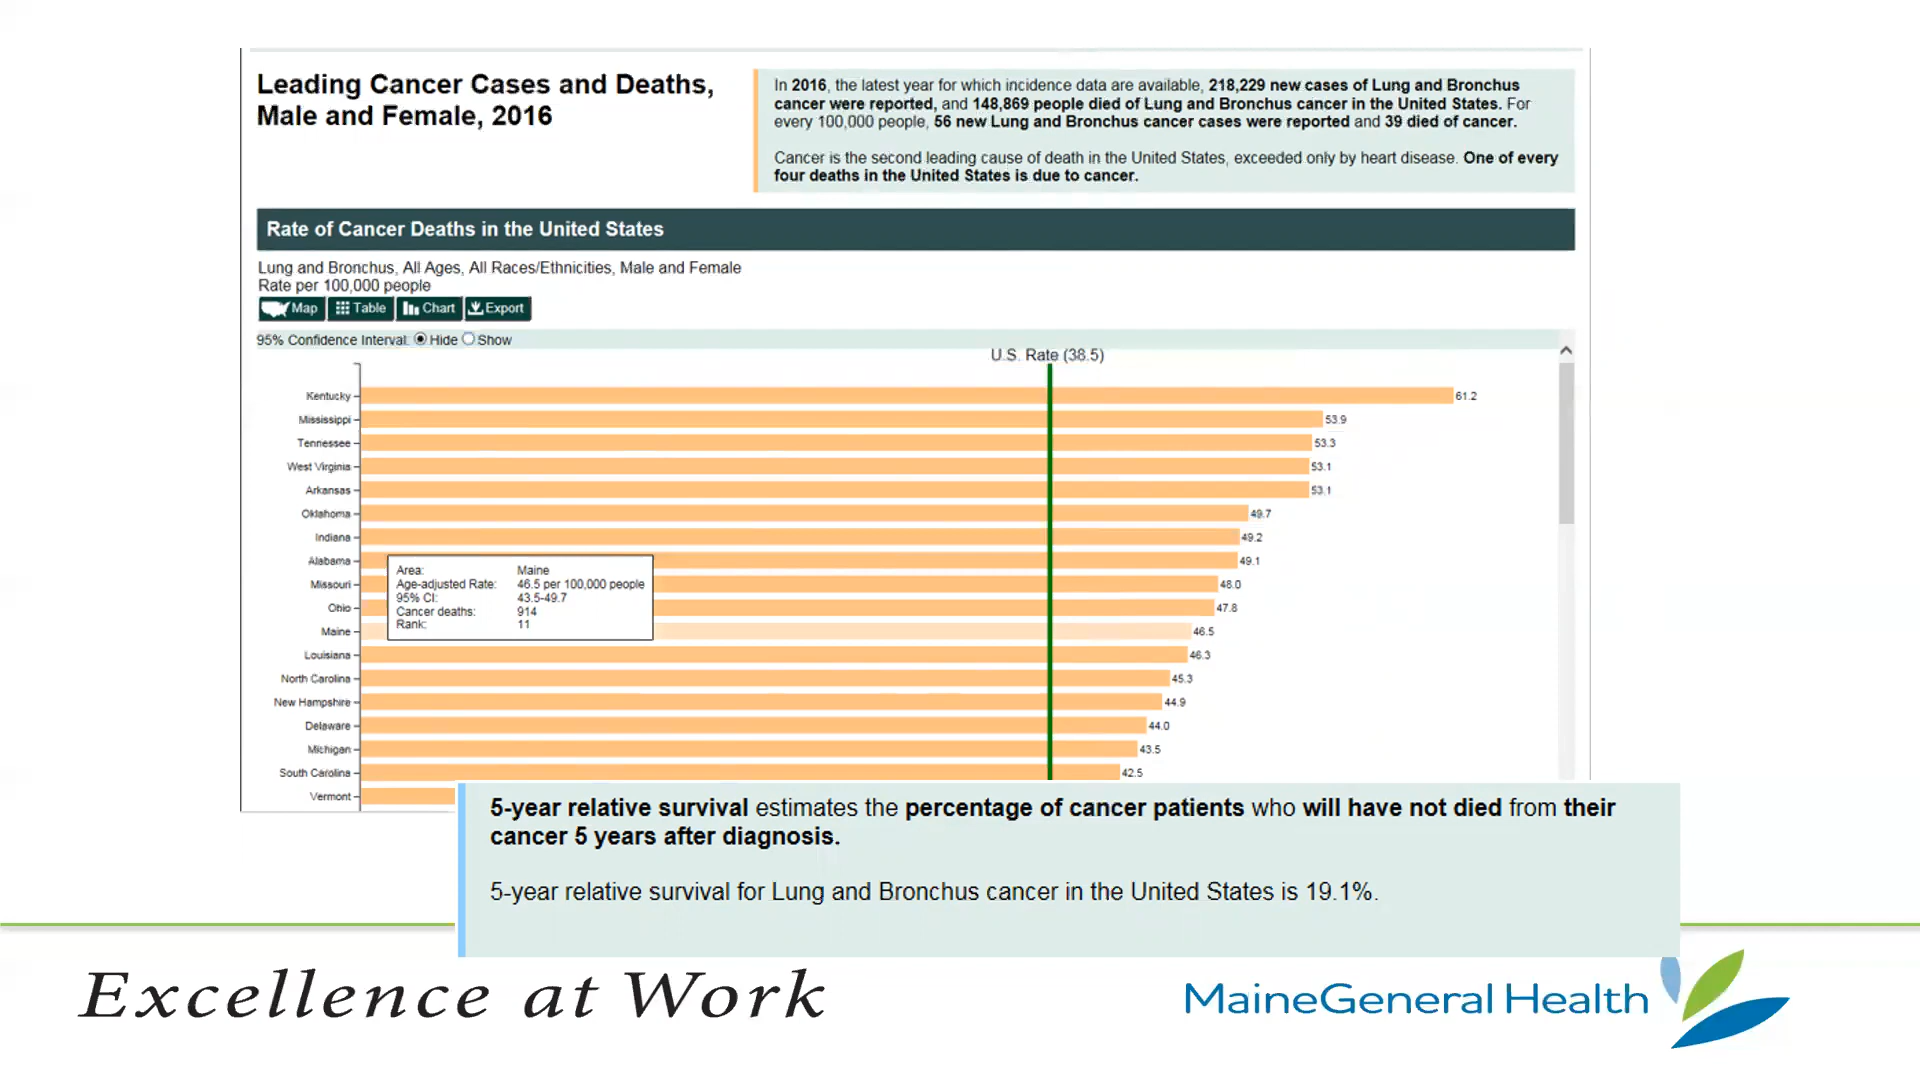 Leading Cancer Cases and Deaths,
Male and Female, 2016
In 2016, the latest year for which incidence data are available, 218,229 new cases of Lung and Bronchus
cancer were reported, and 148,869 people died of Lung and Bronchus cancer in the United States. For
every 100,000 people, 56 new Lung and Bronchus cancer cases were reported and 39 died of cancer.
Cancer is the second leading cause of death in the United States, exceeded only by heart disease. One of every
four deaths in the United States is due to cancer.
Rate of Cancer Deaths in the United States
Lung and Bronchus, All Ages, All Races/Ethnicities, Male and Female
Rate per 100,000 people
Map Table Chart Export
95% Confidence Interval: Hide Show
U.S. Rate (38.5)
Kentucky 61.2
Mississippi 53.9
Tennessee 53.3
West Virginia 53.1
Arkansas 53.1
Oklahoma 49.7
Indiana 49.2
Alabama 49.1
Missouri 48.0
Ohio 47.8
Maine 46.5
Louisiana 46.3
North Carolina 45.3
New Hampshire 44.9
Delaware 44.0
Michigan 43.5
South Carolina 42.5
Vermont
Area: Maine
Age-adjusted Rate: 46.5 per 100,000 people
95% CI: 43.5-49.7
Cancer deaths: 914
Rank: 11
5-year relative survival estimates the percentage of cancer patients who will have not died from their
cancer 5 years after diagnosis.
5-year relative survival for Lung and Bronchus cancer in the United States is 19.1%.
Excellence at Work
MaineGeneral Health